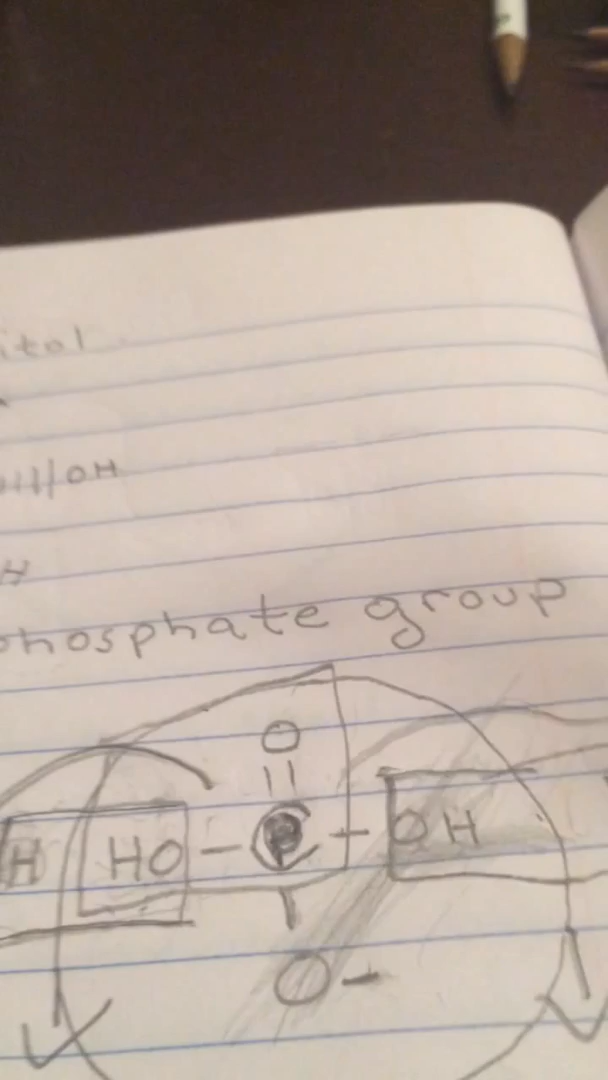 itol
OH
H
phosphate group
O
||
H HO - P - OH
|
O-